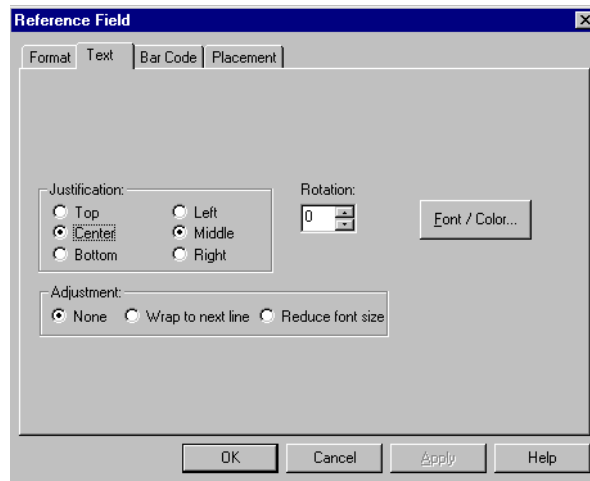 Reference Field
Format Text Bar Code Placement
Justification: Rotation:
Top Left 0 Font / Color...
Center Middle
Bottom Right
Adjustment:
None Wrap to next line Reduce font size
OK Cancel Apply Help